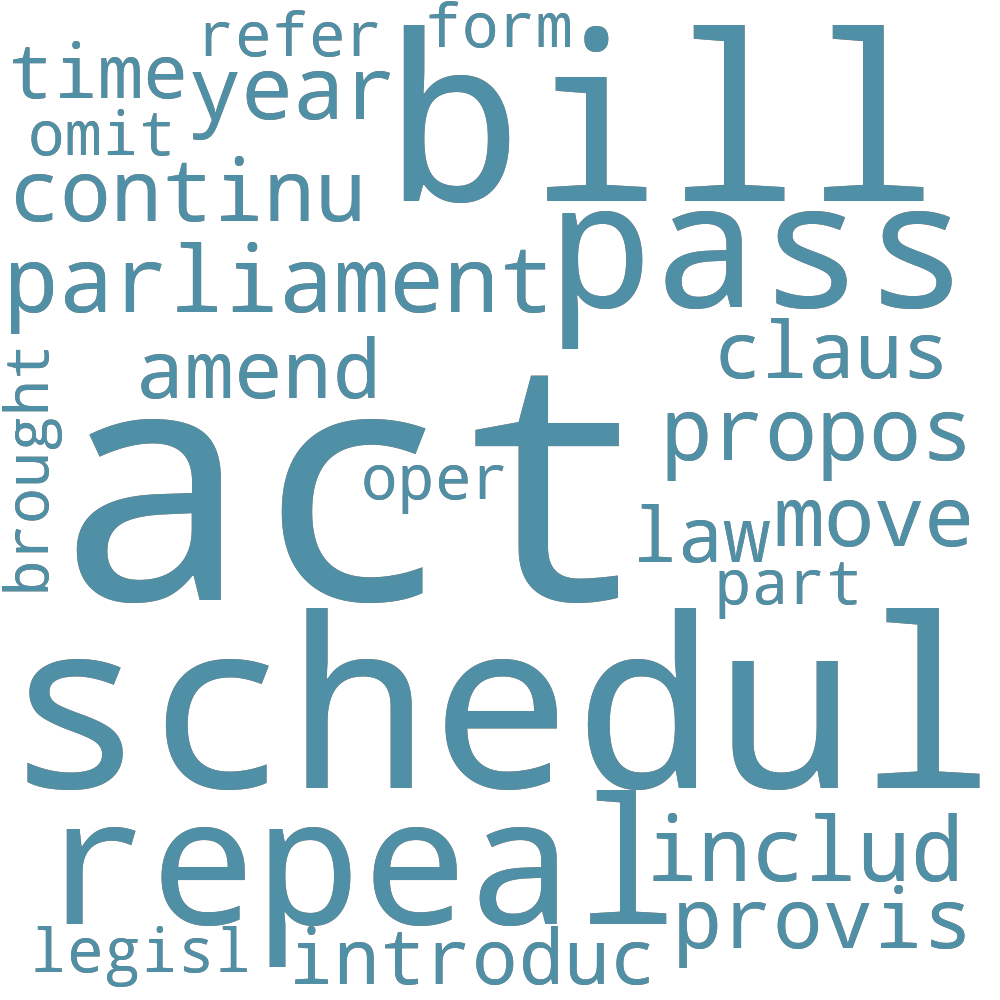 refer form
time year bill
omit
continu
pass
parliament
claus
amend
brought
act
propos
oper
move
law
part
schedul
repeal
includ
provis
legisl introduc